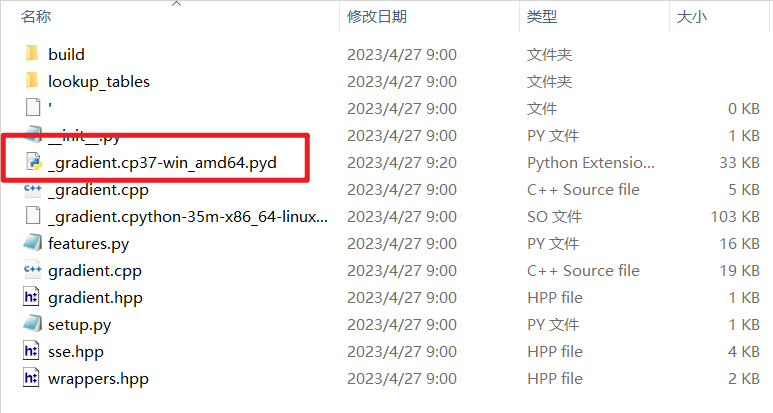 名称 修改日期 类型 大小
build 2023/4/27 9:00 文件夹
lookup_tables 2023/4/27 9:00 文件夹
' 2023/4/27 9:00 文件 0 KB
__init__.py 2023/4/27 9:00 PY 文件 1 KB
_gradient.cp37-win_amd64.pyd 2023/4/27 9:20 Python Extensio... 33 KB
_gradient.cpp 2023/4/27 9:00 C++ Source file 5 KB
_gradient.cpython-35m-x86_64-linux... 2023/4/27 9:00 SO 文件 103 KB
features.py 2023/4/27 9:00 PY 文件 16 KB
gradient.cpp 2023/4/27 9:00 C++ Source file 19 KB
gradient.hpp 2023/4/27 9:00 HPP file 1 KB
setup.py 2023/4/27 9:00 PY 文件 1 KB
sse.hpp 2023/4/27 9:00 HPP file 4 KB
wrappers.hpp 2023/4/27 9:00 HPP file 2 KB